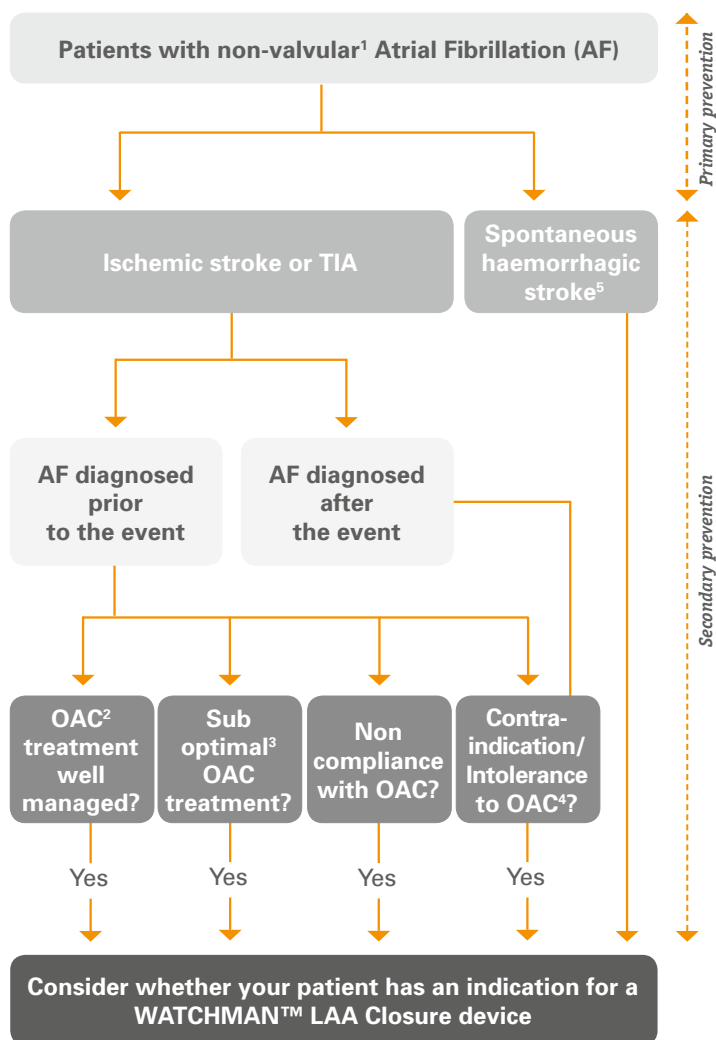 Patients with non-valvular¹ Atrial Fibrillation (AF)
Primary prevention
Ischemic stroke or TIA
Spontaneous
haemorrhagic
stroke⁵
AF diagnosed
prior
to the event
AF diagnosed
after
the event
Secondary prevention
OAC²
treatment
well
managed?
Sub
optimal³
OAC
treatment?
Non
compliance
with OAC?
Contra-
indication/
Intolerance
to OAC⁴?
Yes
Yes
Yes
Yes
Consider whether your patient has an indication for a
WATCHMAN™ LAA Closure device